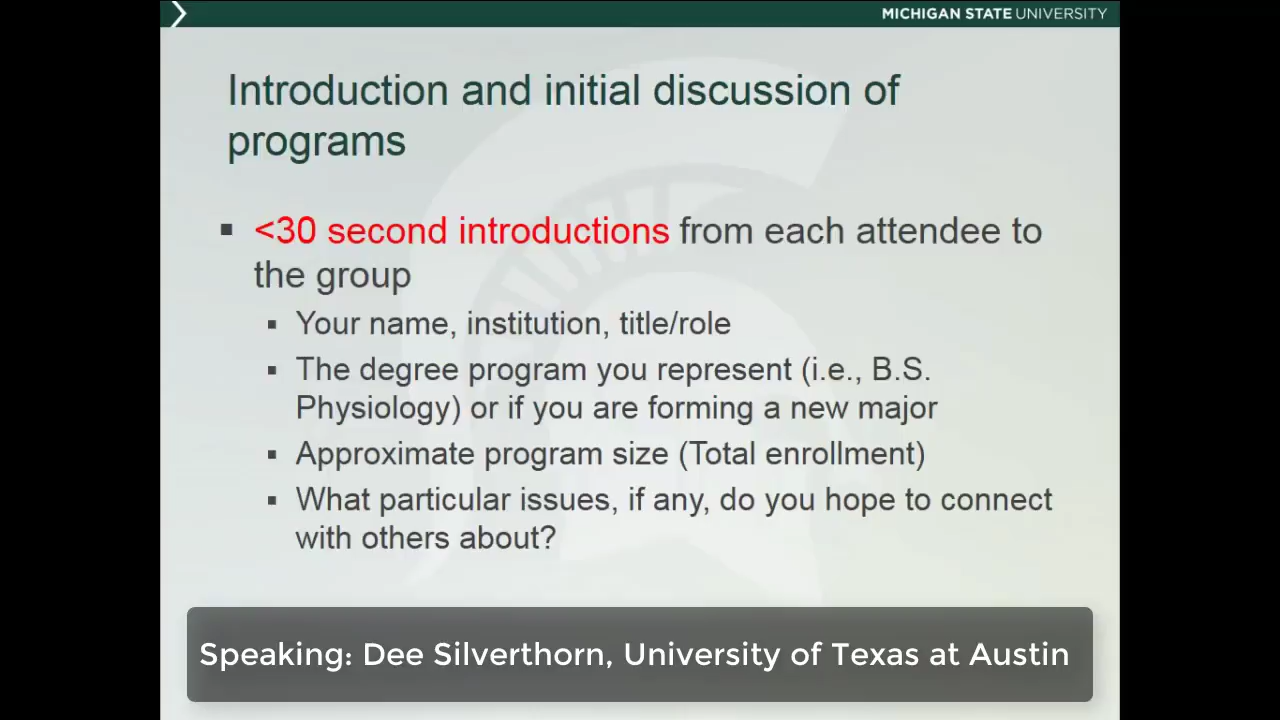 MICHIGAN STATE UNIVERSITY
Introduction and initial discussion of
programs
<30 second introductions from each attendee to
the group
Your name, institution, title/role
The degree program you represent (i.e., B.S.
Physiology) or if you are forming a new major
Approximate program size (Total enrollment)
What particular issues, if any, do you hope to connect
with others about?
Speaking: Dee Silverthorn, University of Texas at Austin